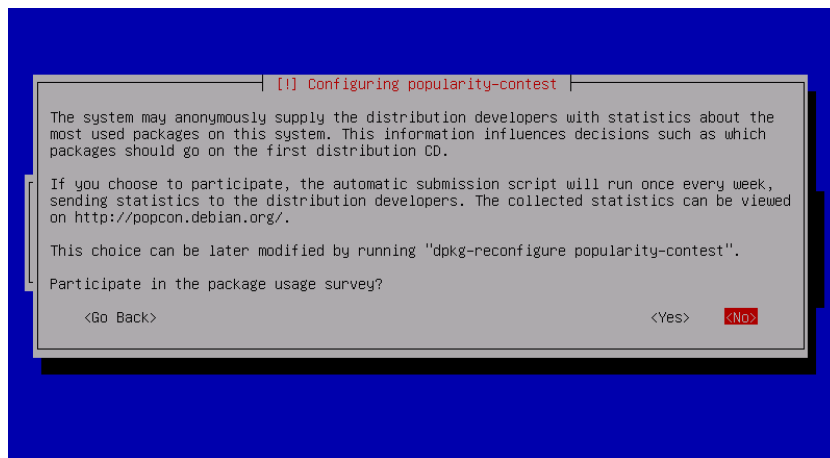 [!] Configuring popularity-contest
The system may anonymously supply the distribution developers with statistics about the
most used packages on this system. This information influences decisions such as which
packages should go on the first distribution CD.
If you choose to participate, the automatic submission script will run once every week,
sending statistics to the distribution developers. The collected statistics can be viewed
on http://popcon.debian.org/.
This choice can be later modified by running "dpkg-reconfigure popularity-contest".
Participate in the package usage survey?
<Go Back> <Yes> <No>